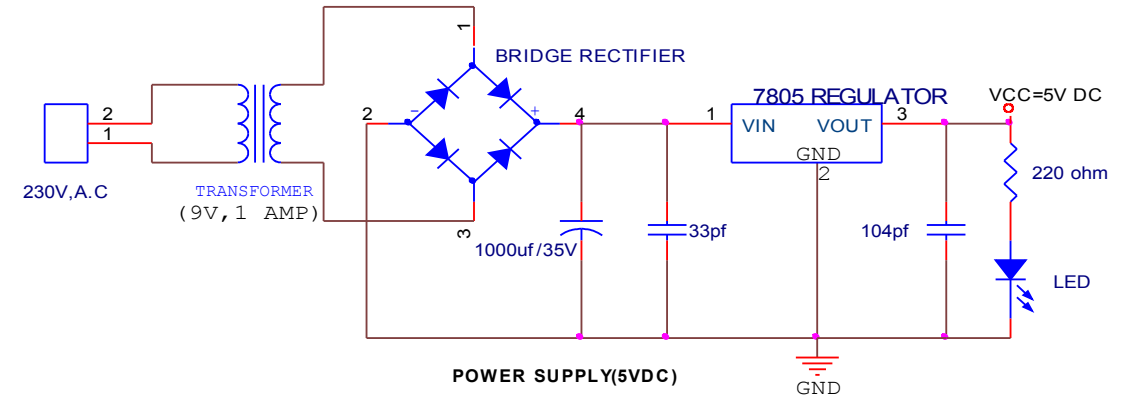 1
BRIDGE RECTIFIER
7805 REGULATOR
VCC=5V DC
2
1
2
-
+
4
1
VIN
VOUT
3
GND
2
220 ohm
230V,A.C
TRANSFORMER
(9V,1 AMP)
3
1000uf/35V
33pf
104pf
LED
POWER SUPPLY(5VDC)
GND